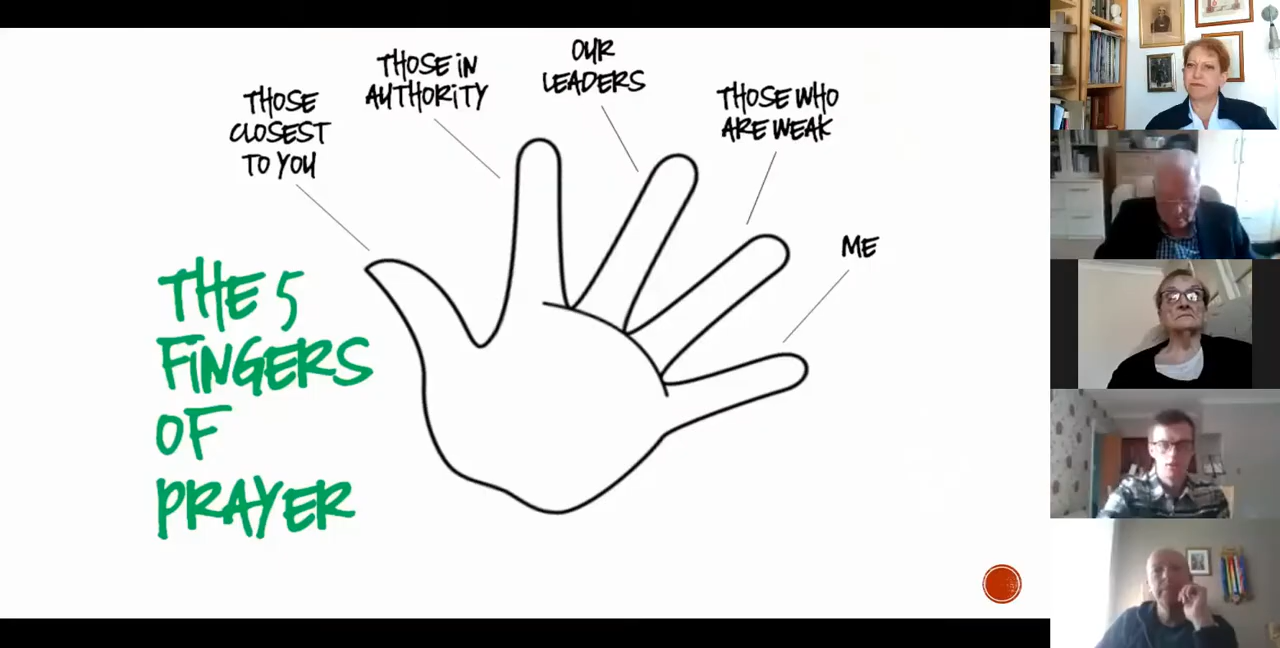 THOSE
CLOSEST
TO YOU
THOSE IN
AUTHORITY
OUR
LEADERS
THOSE WHO
ARE WEAK
ME
THE 5
FINGERS
OF
PRAYER